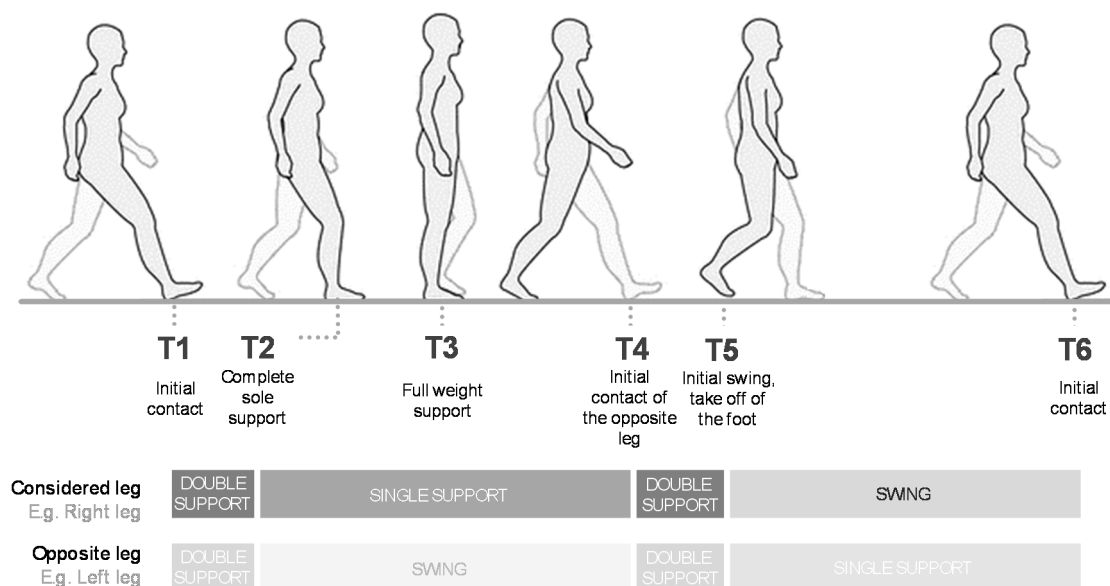 T1
Initial
contact
T2
Complete
sole
support
T3
Full weight
support
T4
Initial
contact of
the opposite
leg
T5
Initial swing,
take off of
the foot
T6
Initial
contact
Considered leg
E.g. Right leg
DOUBLE
SUPPORT
SINGLE SUPPORT
DOUBLE
SUPPORT
SWING
Opposite leg
E.g. Left leg
DOUBLE
SUPPORT
SWING
DOUBLE
SUPPORT
SINGLE SUPPORT